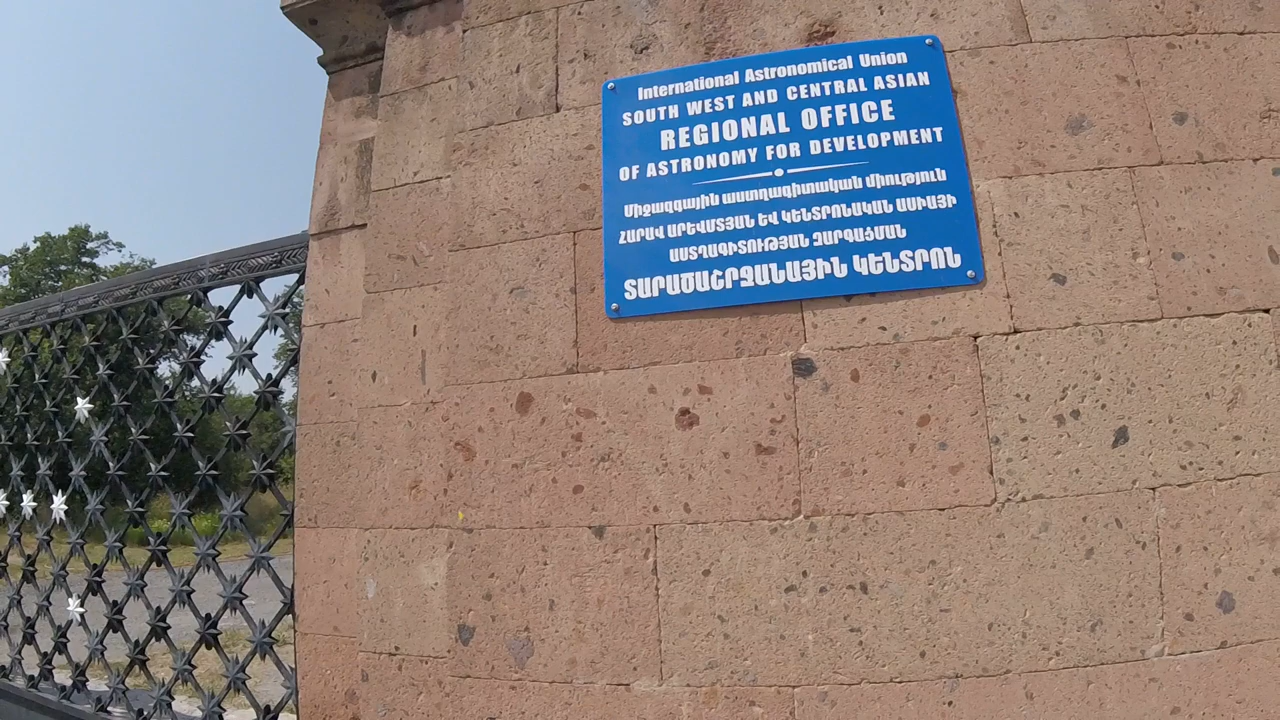 International Astronomical Union
SOUTH WEST AND CENTRAL ASIAN
REGIONAL OFFICE
OF ASTRONOMY FOR DEVELOPMENT
Միջազգային աստղագիտական միություն
ՀԱՐԱՎ ԱՐԵՎՄՏՅԱՆ ԵՎ ԿԵՆՏՐՈՆԱԿԱՆ ԱՍԻԱՅԻ
ԱՍՏՂԱԳԻՏՈՒԹՅԱՆ ԶԱՐԳԱՑՄԱՆ
ՏԱՐԱԾԱՇՐՋԱՆԱՅԻՆ ԿԵՆՏՐՈՆ